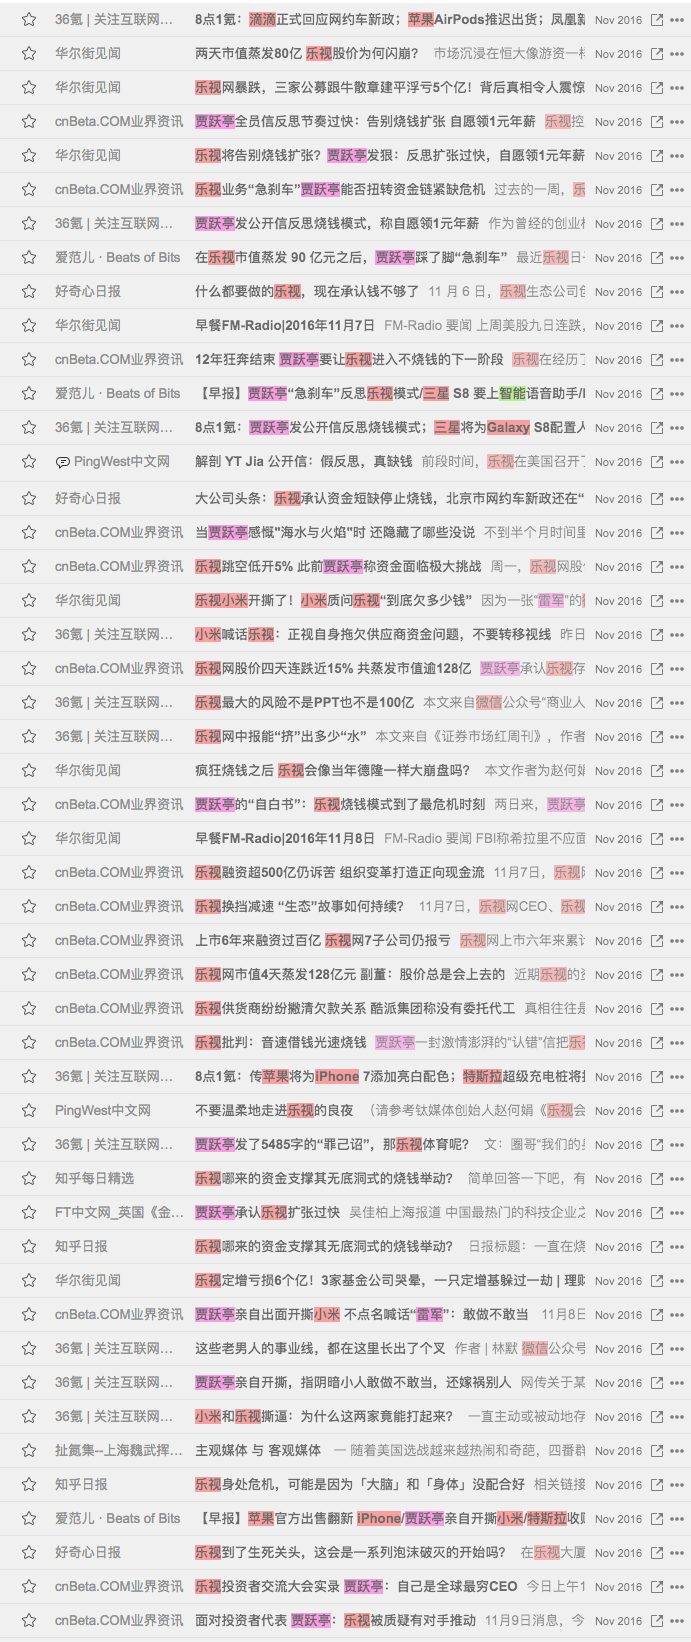 36氪 | 关注互联网… 8点1氪：滴滴正式回应网约车新政；苹果AirPods推迟出货；凤凰新 Nov 2016
华尔街见闻 两天市值蒸发80亿 乐视股价为何闪崩？ 市场沉浸在恒大像游资一样 Nov 2016
华尔街见闻 乐视网暴跌，三家公募跟牛散章建平浮亏5个亿！背后真相令人震惊 Nov 2016
cnBeta.COM业界资讯 贾跃亭全员信反思节奏过快：告别烧钱扩张 自愿领1元年薪 乐视控 Nov 2016
华尔街见闻 乐视将告别烧钱扩张？贾跃亭发狠：反思扩张过快，自愿领1元年薪 Nov 2016
cnBeta.COM业界资讯 乐视业务“急刹车”贾跃亭能否扭转资金链紧缺危机 过去的一周，乐 Nov 2016
36氪 | 关注互联网… 贾跃亭发公开信反思烧钱模式，称自愿领1元年薪 作为曾经的创业板 Nov 2016
爱范儿 · Beats of Bits 在乐视市值蒸发 90 亿元之后，贾跃亭踩了脚“急刹车” 最近乐视日子 Nov 2016
好奇心日报 什么都要做的乐视，现在承认钱不够了 11 月 6 日，乐视生态公司创 Nov 2016
华尔街见闻 早餐FM-Radio|2016年11月7日 FM-Radio 要闻 上周美股九日连跌， Nov 2016
cnBeta.COM业界资讯 12年狂奔结束 贾跃亭要让乐视进入不烧钱的下一阶段 乐视在经历了 Nov 2016
爱范儿 · Beats of Bits 【早报】贾跃亭“急刹车”反思乐视模式/三星 S8 要上智能语音助手/I Nov 2016
36氪 | 关注互联网… 8点1氪：贾跃亭发公开信反思烧钱模式；三星将为Galaxy S8配置人 Nov 2016
PingWest中文网 解剖 YT Jia 公开信：假反思，真缺钱 前段时间，乐视在美国召开了 Nov 2016
好奇心日报 大公司头条：乐视承认资金短缺停止烧钱，北京市网约车新政还在“ Nov 2016
cnBeta.COM业界资讯 当贾跃亭感慨"海水与火焰"时 还隐藏了哪些没说 不到半个月时间里 Nov 2016
cnBeta.COM业界资讯 乐视跳空低开5% 此前贾跃亭称资金面临极大挑战 周一，乐视网股 Nov 2016
华尔街见闻 乐视小米开撕了！小米质问乐视“到底欠多少钱” 因为一张“雷军”的 Nov 2016
36氪 | 关注互联网… 小米喊话乐视：正视自身拖欠供应商资金问题，不要转移视线 昨日 Nov 2016
cnBeta.COM业界资讯 乐视网股价四天连跌近15% 共蒸发市值逾128亿 贾跃亭承认乐视存 Nov 2016
36氪 | 关注互联网… 乐视最大的风险不是PPT也不是100亿 本文来自微信公众号“商业人 Nov 2016
36氪 | 关注互联网… 乐视网中报能“挤”出多少“水” 本文来自《证券市场红周刊》，作者 Nov 2016
华尔街见闻 疯狂烧钱之后 乐视会像当年德隆一样大崩盘吗？ 本文作者为赵何娟 Nov 2016
cnBeta.COM业界资讯 贾跃亭的“自白书”：乐视烧钱模式到了最危机时刻 两日来，贾跃亭 Nov 2016
华尔街见闻 早餐FM-Radio|2016年11月8日 FM-Radio 要闻 FBI称希拉里不应面 Nov 2016
cnBeta.COM业界资讯 乐视融资超500亿仍诉苦 组织变革打造正向现金流 11月7日，乐视 Nov 2016
cnBeta.COM业界资讯 乐视换挡减速 “生态”故事如何持续？ 11月7日，乐视网CEO、乐视 Nov 2016
cnBeta.COM业界资讯 上市6年来融资过百亿 乐视网7子公司仍报亏 乐视网上市六年来累计 Nov 2016
cnBeta.COM业界资讯 乐视网市值4天蒸发128亿元 副董：股价总是会上去的 近期乐视的资 Nov 2016
cnBeta.COM业界资讯 乐视供货商纷纷撇清欠款关系 酷派集团称没有委托代工 真相往往是 Nov 2016
cnBeta.COM业界资讯 乐视批判：音速借钱光速烧钱 贾跃亭一封激情澎湃的“认错”信把乐 Nov 2016
36氪 | 关注互联网… 8点1氪：传苹果将为iPhone 7添加亮白配色；特斯拉超级充电桩将 Nov 2016
PingWest中文网 不要温柔地走进乐视的良夜 （请参考钛媒体创始人赵何娟《乐视会 Nov 2016
36氪 | 关注互联网… 贾跃亭发了5485字的“罪己诏”，那乐视体育呢？ 文：圈哥“我们的 Nov 2016
知乎每日精选 乐视哪来的资金支撑其无底洞式的烧钱举动？ 简单回答一下吧，有 Nov 2016
FT中文网_英国《金… 贾跃亭承认乐视扩张过快 吴佳柏上海报道 中国最热门的科技企业之 Nov 2016
知乎日报 乐视哪来的资金支撑其无底洞式的烧钱举动？ 日报标题：一直在烧 Nov 2016
华尔街见闻 乐视定增亏损6个亿！3家基金公司哭晕，一只定增基躲过一劫 | 理财 Nov 2016
cnBeta.COM业界资讯 贾跃亭亲自出面开撕小米 不点名喊话“雷军”：敢做不敢当 11月8日 Nov 2016
36氪 | 关注互联网… 这些老男人的事业线，都在这里长出了个叉 作者 | 林默 微信公众号 Nov 2016
36氪 | 关注互联网… 贾跃亭亲自开撕，指阴暗小人敢做不敢当，还嫁祸别人 网传关于某 Nov 2016
36氪 | 关注互联网… 小米和乐视撕逼：为什么这两家竟能打起来？ 一直主动或被动地存 Nov 2016
扯氮集--上海魏武挥… 主观媒体 与 客观媒体 — 随着美国选战越来越热闹和奇葩，四番群 Nov 2016
知乎日报 乐视身处危机，可能是因为「大脑」和「身体」没配合好 相关链接 Nov 2016
爱范儿 · Beats of Bits 【早报】苹果官方出售翻新 iPhone/贾跃亭亲自开撕小米/特斯拉收购 Nov 2016
好奇心日报 乐视到了生死关头，这会是一系列泡沫破灭的开始吗？ 在乐视大厦 Nov 2016
cnBeta.COM业界资讯 乐视投资者交流大会实录 贾跃亭：自己是全球最穷CEO 今日上午1 Nov 2016
cnBeta.COM业界资讯 面对投资者代表 贾跃亭：乐视被质疑有对手推动 11月9日消息，今 Nov 2016